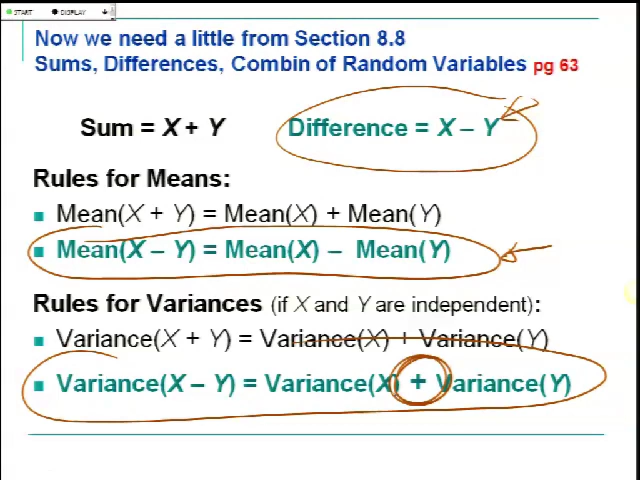 START DISPLAY
Now we need a little from Section 8.8
Sums, Differences, Combin of Random Variables pg 63
Sum = X + Y Difference = X – Y
Rules for Means:
Mean(X + Y) = Mean(X) + Mean(Y)
Mean(X – Y) = Mean(X) – Mean(Y)
Rules for Variances (if X and Y are independent):
Variance(X + Y) = Variance(X) + Variance(Y)
Variance(X – Y) = Variance(X) + Variance(Y)